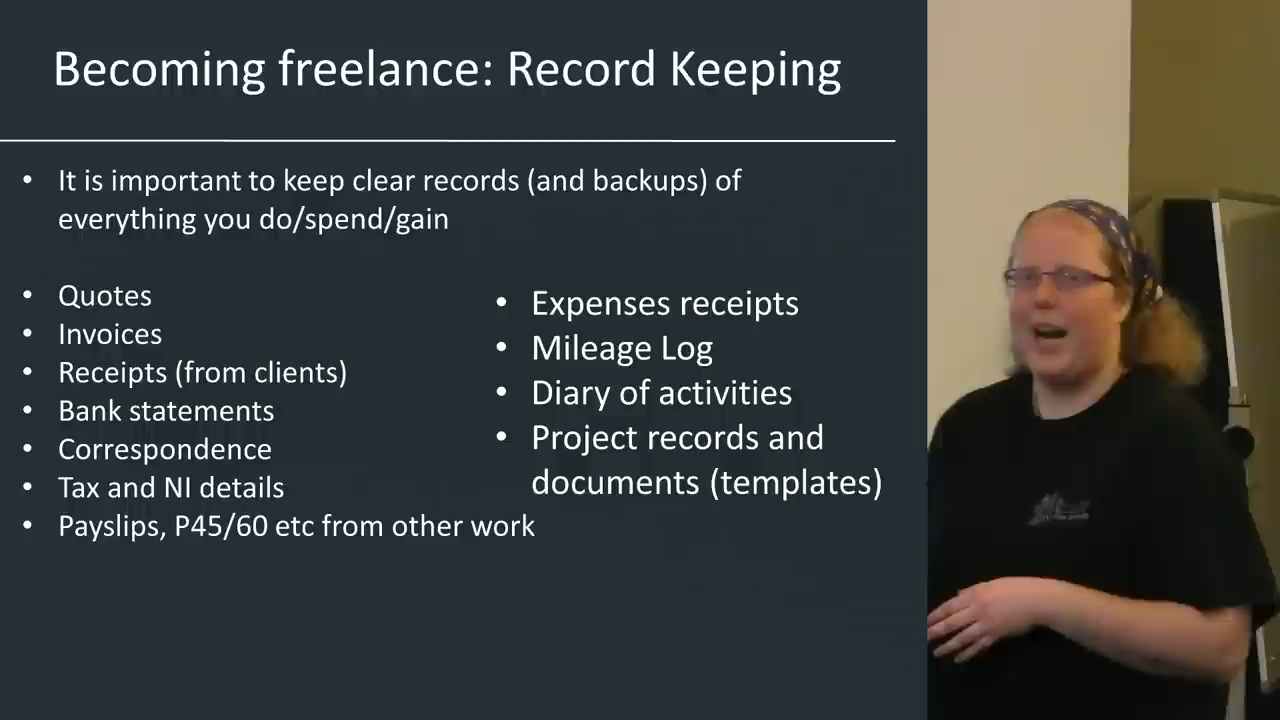 Becoming freelance: Record Keeping
• It is important to keep clear records (and backups) of
everything you do/spend/gain
• Quotes
• Invoices
• Receipts (from clients)
• Bank statements
• Correspondence
• Tax and NI details
• Payslips, P45/60 etc from other work
• Expenses receipts
• Mileage Log
• Diary of activities
• Project records and
documents (templates)